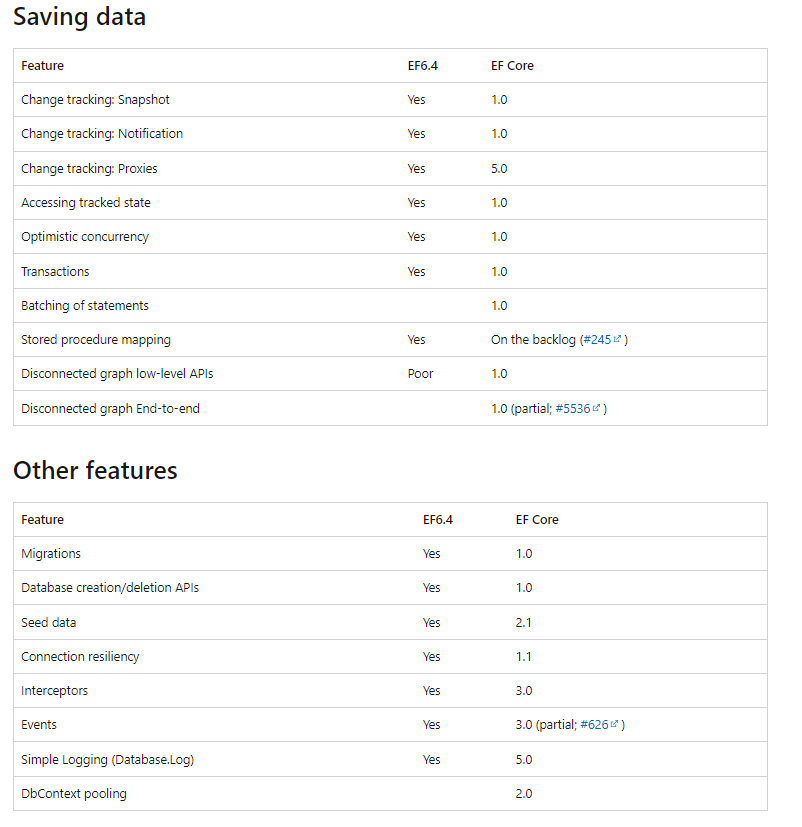 Saving data
Feature EF6.4 EF Core
Change tracking: Snapshot Yes 1.0
Change tracking: Notification Yes 1.0
Change tracking: Proxies Yes 5.0
Accessing tracked state Yes 1.0
Optimistic concurrency Yes 1.0
Transactions Yes 1.0
Batching of statements 1.0
Stored procedure mapping Yes On the backlog (#245 )
Disconnected graph low-level APIs Poor 1.0
Disconnected graph End-to-end 1.0 (partial; #5536 )
Other features
Feature EF6.4 EF Core
Migrations Yes 1.0
Database creation/deletion APIs Yes 1.0
Seed data Yes 2.1
Connection resiliency Yes 1.1
Interceptors Yes 3.0
Events Yes 3.0 (partial; #626 )
Simple Logging (Database.Log) Yes 5.0
DbContext pooling 2.0